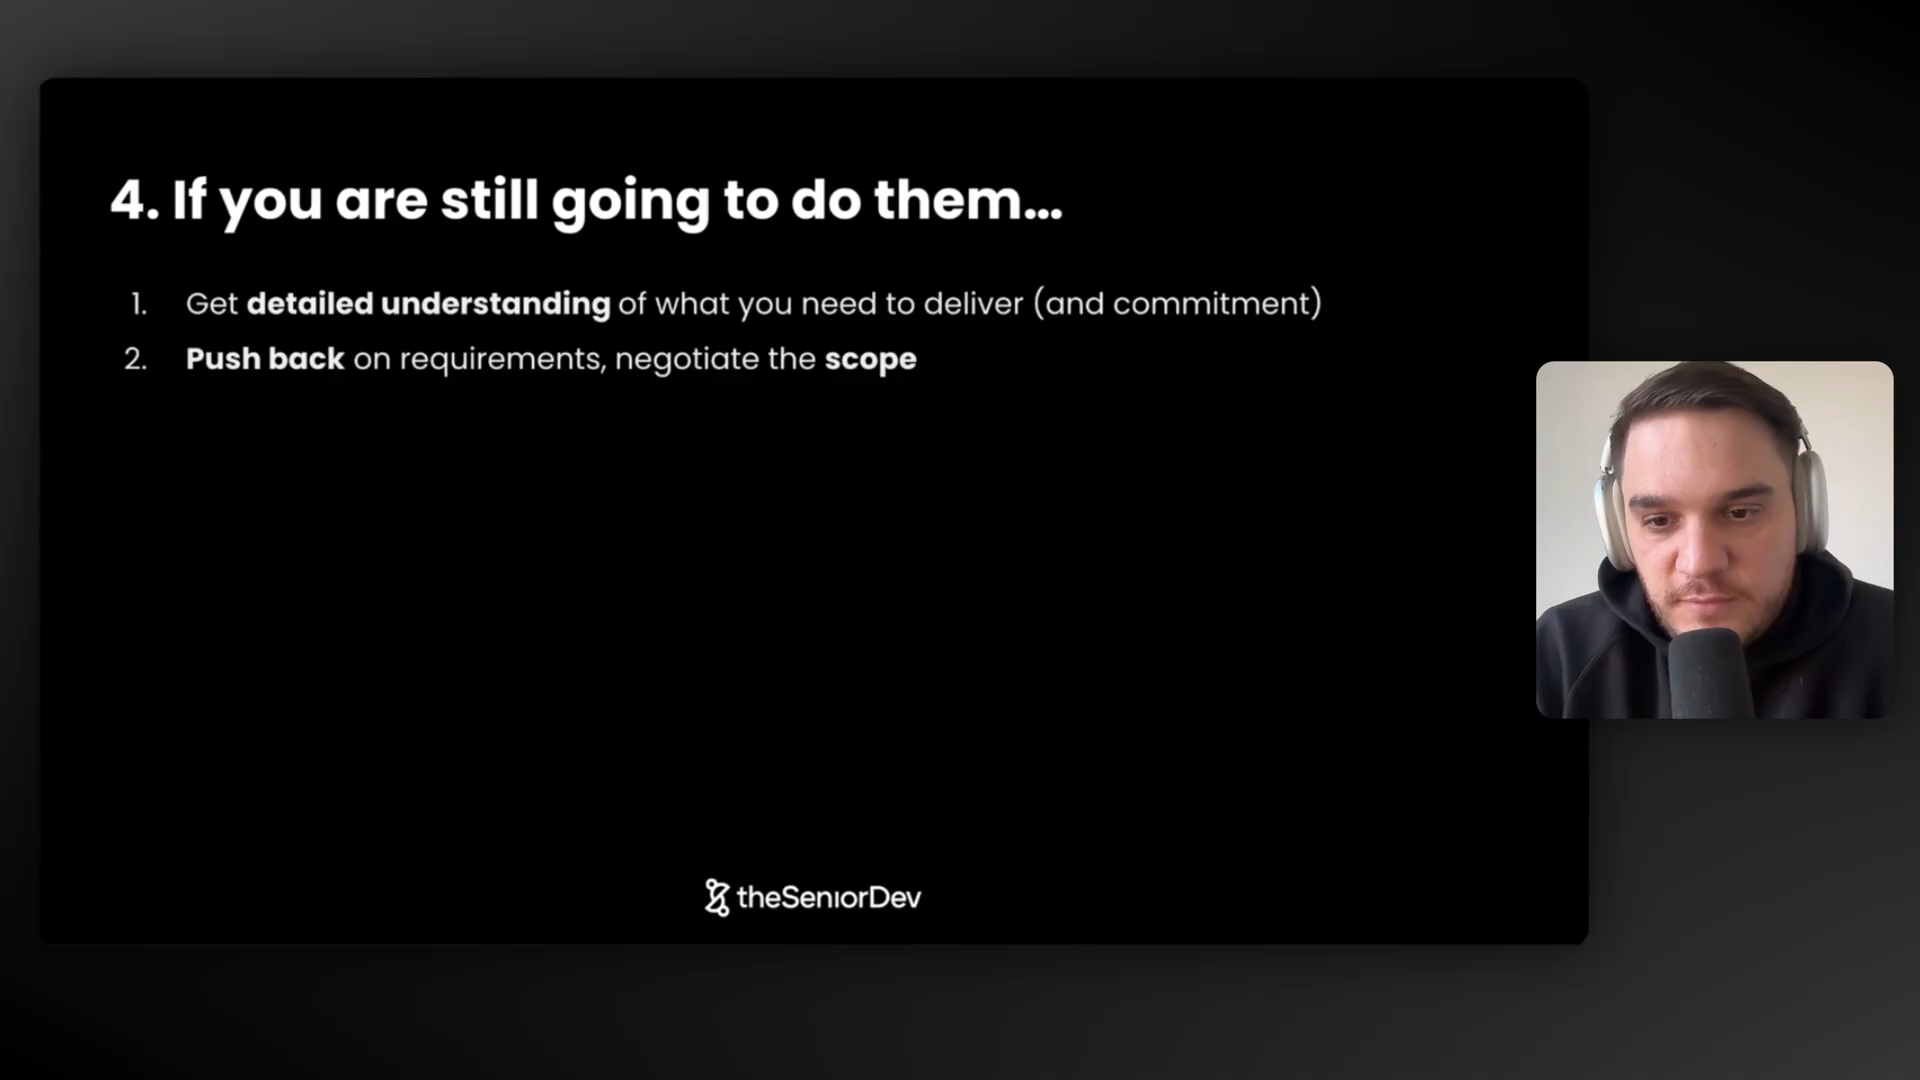 4. If you are still going to do them...
1. Get detailed understanding of what you need to deliver (and commitment)
2. Push back on requirements, negotiate the scope
theSeniorDev